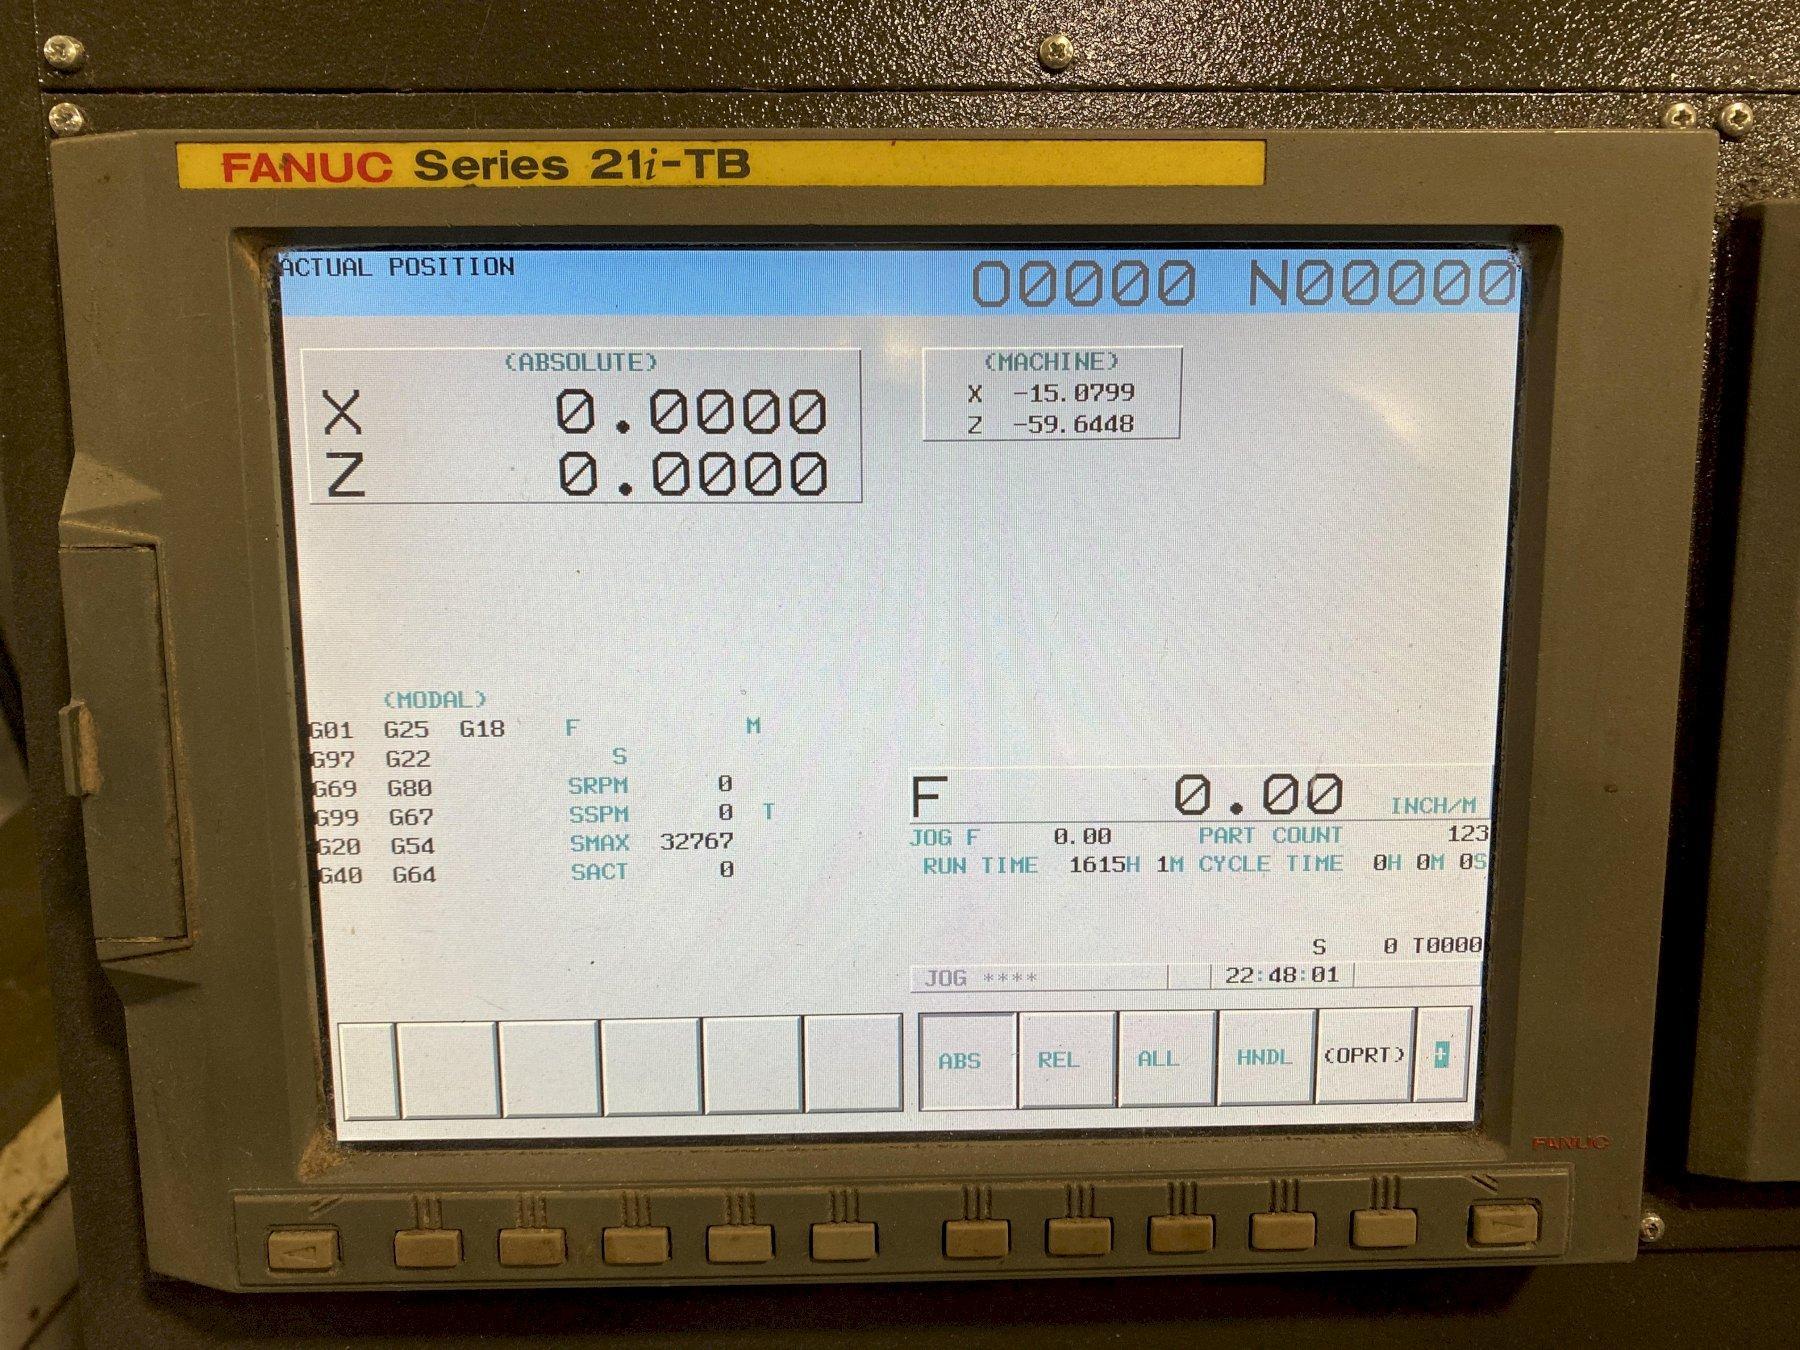 FANUC Series 21i-TB
ACTUAL POSITION O0000 N00000
(ABSOLUTE)
X 0.0000
Z 0.0000
(MACHINE)
X -15.0799
Z -59.6448
(MODAL)
G01 G25 G18 F M
G97 G22 S
G69 G80 SRPM 0
G99 G67 SSPM 0 T
G20 G54 SMAX 32767
G40 G64 SACT 0
F 0.00 INCH/M
JOG F 0.00 PART COUNT 123
RUN TIME 1615H 1M CYCLE TIME 0H 0M 0S
S 0 T0000
JOG **** 22:48:01
ABS REL ALL HNDL (OPRT) +
FANUC